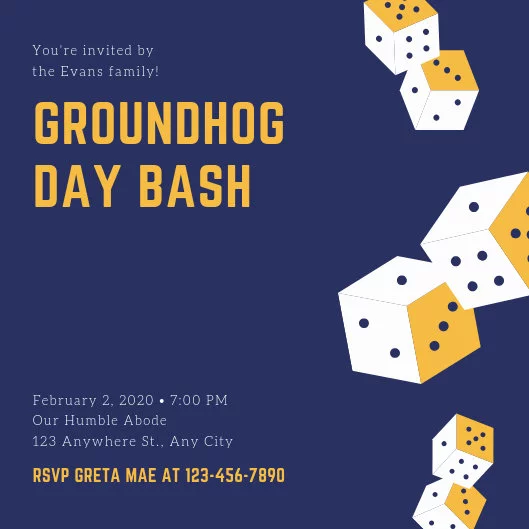 You're invited by
the Evans family!
GROUNDHOG
DAY BASH
February 2, 2020 • 7:00 PM
Our Humble Abode
123 Anywhere St., Any City
RSVP GRETA MAE AT 123-456-7890